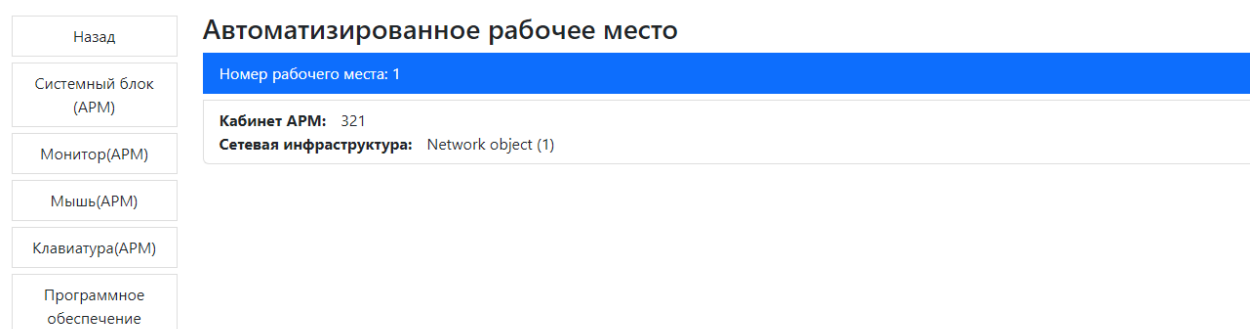 Назад
Системный блок
(АРМ)
Монитор(АРМ)
Мышь(АРМ)
Клавиатура(АРМ)
Программное
обеспечение
Автоматизированное рабочее место
Номер рабочего места: 1
Кабинет АРМ: 321
Сетевая инфраструктура: Network object (1)